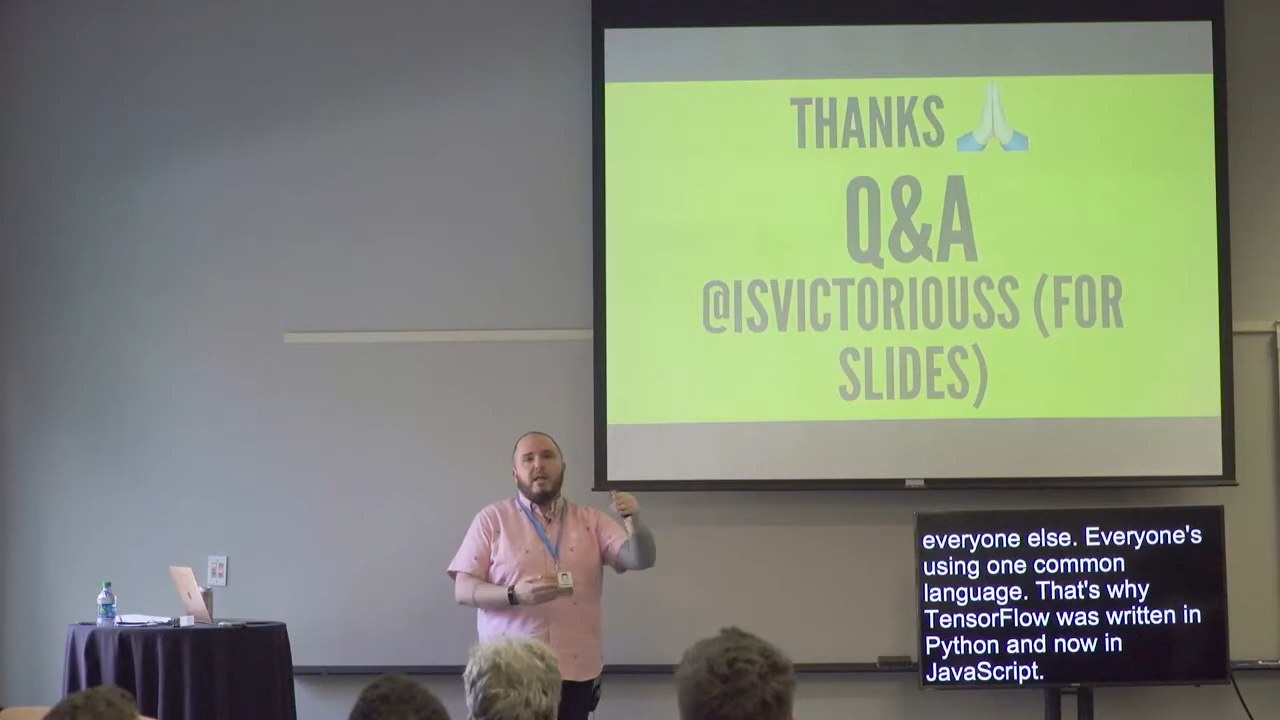 THANKS 🙏
Q&A
@ISVICTORIOUSS (FOR
SLIDES)
everyone else. Everyone's
using one common
language. That's why
TensorFlow was written in
Python and now in
JavaScript.